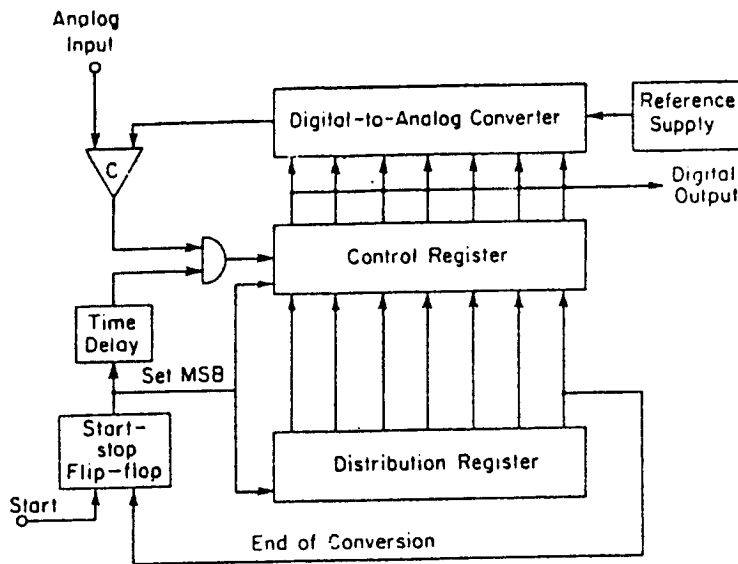 Analog
Input
Digital-to-Analog Converter
Reference
Supply
C
Digital
Output
Control Register
Time
Delay
Set MSB
Start-
stop
Flip-flop
Distribution Register
Start
End of Conversion